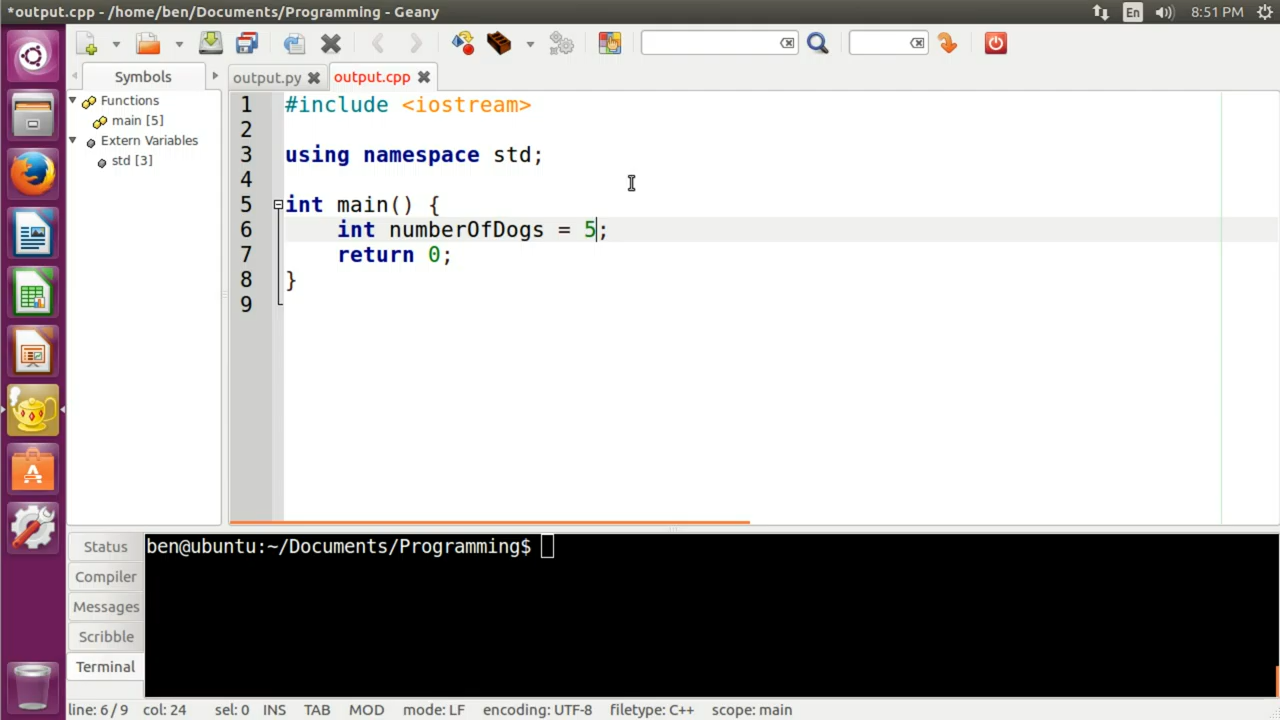 *output.cpp - /home/ben/Documents/Programming - Geany
En
8:51 PM
Symbols
output.py
output.cpp
Functions
main [5]
Extern Variables
std [3]
1 #include <iostream>
2
3 using namespace std;
4
5 int main() {
6 int numberOfDogs = 5;
7 return 0;
8 }
9
Status
Compiler
Messages
Scribble
Terminal
ben@ubuntu:~/Documents/Programming$
line: 6 / 9 col: 24 sel: 0 INS TAB MOD mode: LF encoding: UTF-8 filetype: C++ scope: main